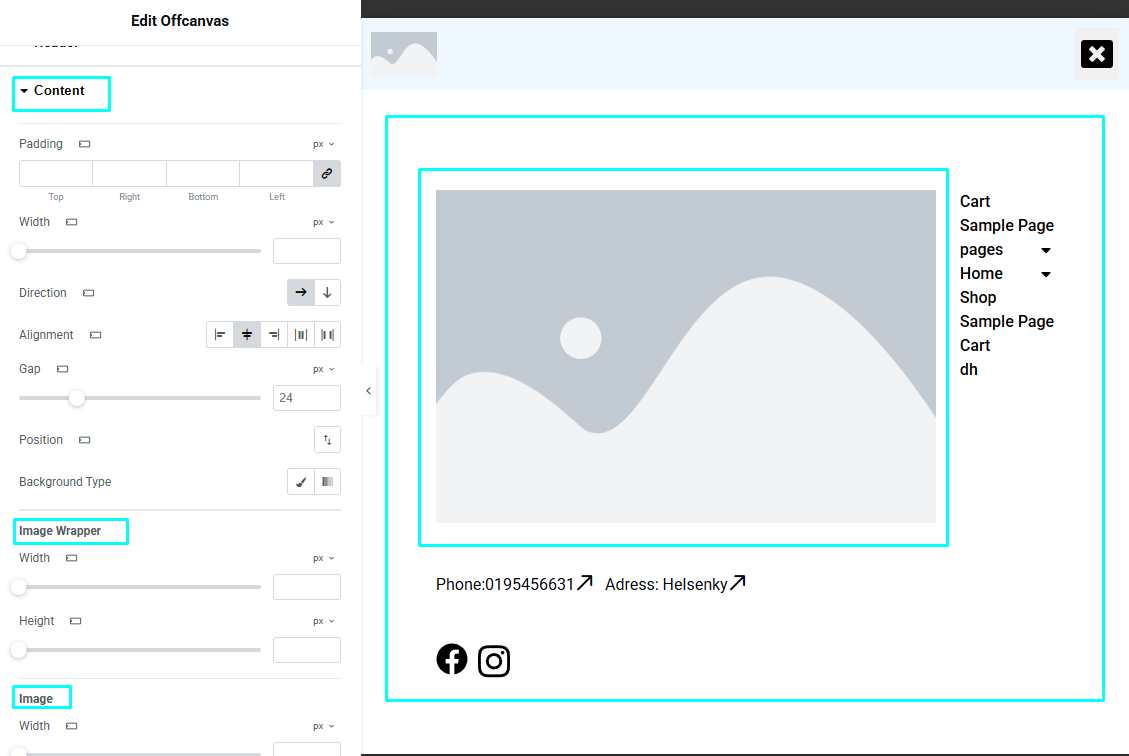 Edit Offcanvas
Header
Content
Padding px
Top Right Bottom Left
Width px
Direction
Alignment
Gap px
24
Position
Background Type
Image Wrapper
Width px
Height px
Image
Width px
Cart
Sample Page
pages
Home
Shop
Sample Page
Cart
dh
Phone:0195456631 Adress: Helsenky